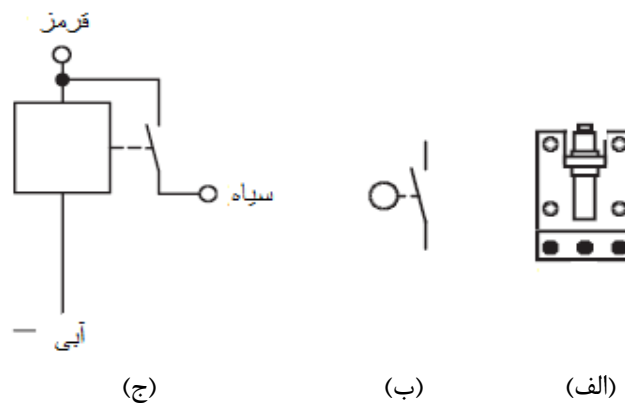 قرمز
سیاه
آبی —
(الف) (ب) (ج)